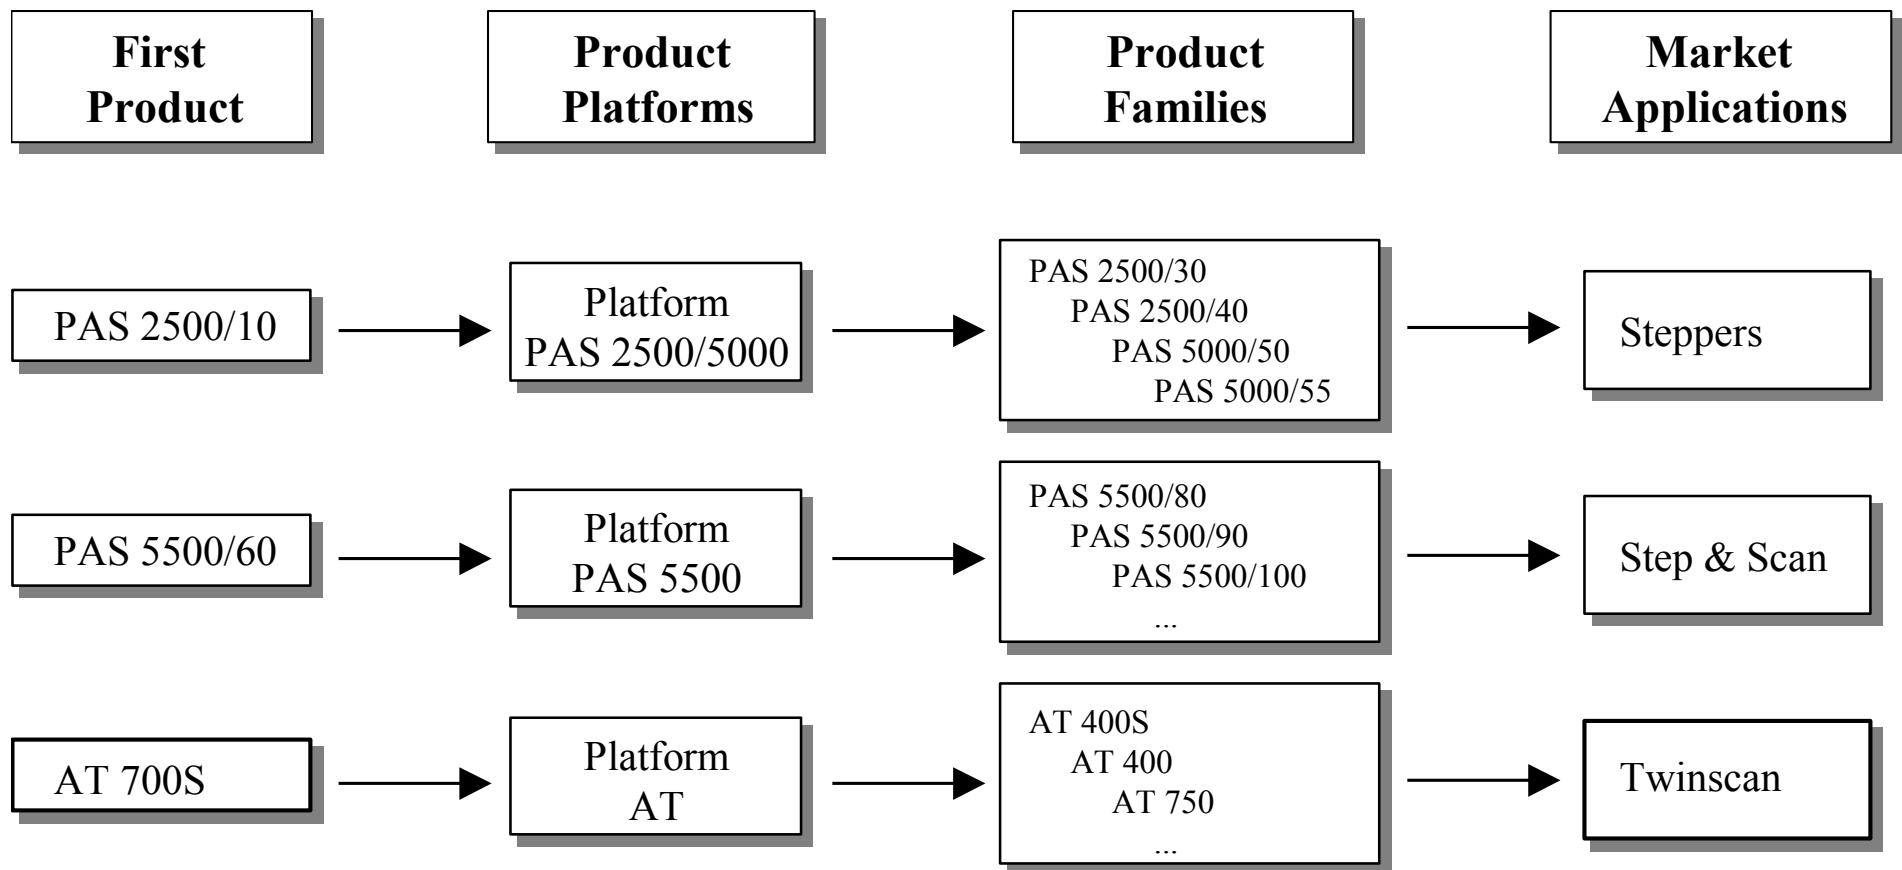 First
Product
Product
Platforms
Product
Families
Market
Applications
PAS 2500/10
Platform
PAS 2500/5000
PAS 2500/30
PAS 2500/40
PAS 5000/50
PAS 5000/55
Steppers
PAS 5500/60
Platform
PAS 5500
PAS 5500/80
PAS 5500/90
PAS 5500/100
...
Step & Scan
AT 700S
Platform
AT
AT 400S
AT 400
AT 750
...
Twinscan